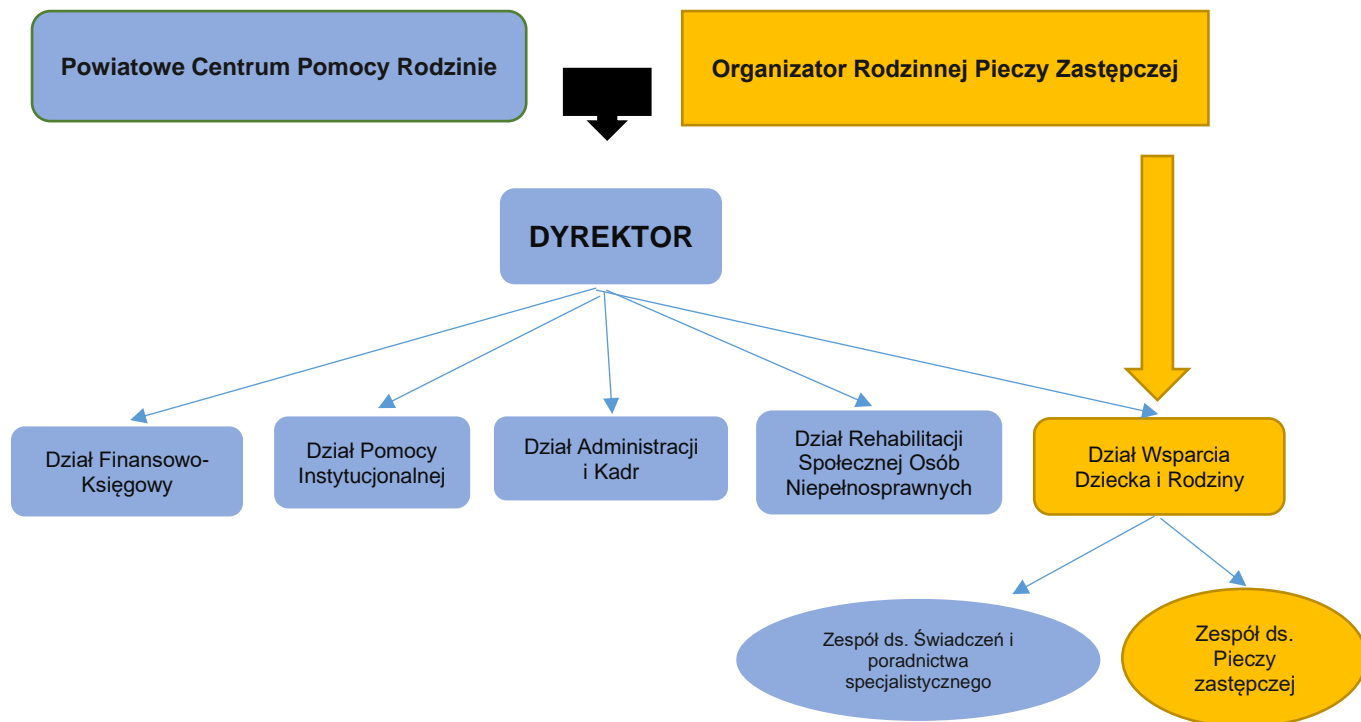 Powiatowe Centrum Pomocy Rodzinie
Organizator Rodzinnej Pieczy Zastępczej
DYREKTOR
Dział Finansowo-
Księgowy
Dział Pomocy
Instytucjonalnej
Dział Administracji
i Kadr
Dział Rehabilitacji
Społecznej Osób
Niepełnosprawnych
Dział Wsparcia
Dziecka i Rodziny
Zespół ds. Świadczeń i
poradnictwa
specjalistycznego
Zespół ds.
Pieczy
zastępczej